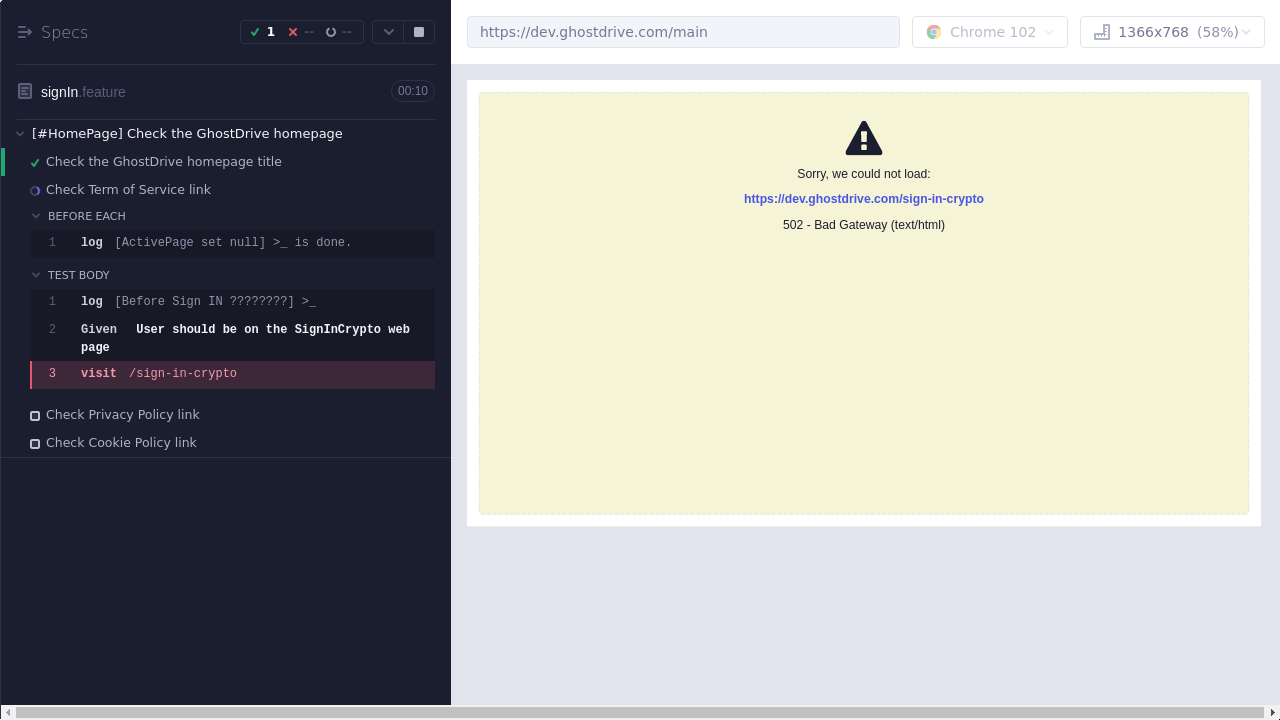 Specs
1
--
--
https://dev.ghostdrive.com/main
Chrome 102
1366x768 (58%)
signIn.feature
00:10
[#HomePage] Check the GhostDrive homepage
Check the GhostDrive homepage title
Check Term of Service link
BEFORE EACH
1 log [ActivePage set null] >_ is done.
TEST BODY
1 log [Before Sign IN ????????] >_
2 Given User should be on the SignInCrypto web
page
3 visit /sign-in-crypto
Check Privacy Policy link
Check Cookie Policy link
Sorry, we could not load:
https://dev.ghostdrive.com/sign-in-crypto
502 - Bad Gateway (text/html)